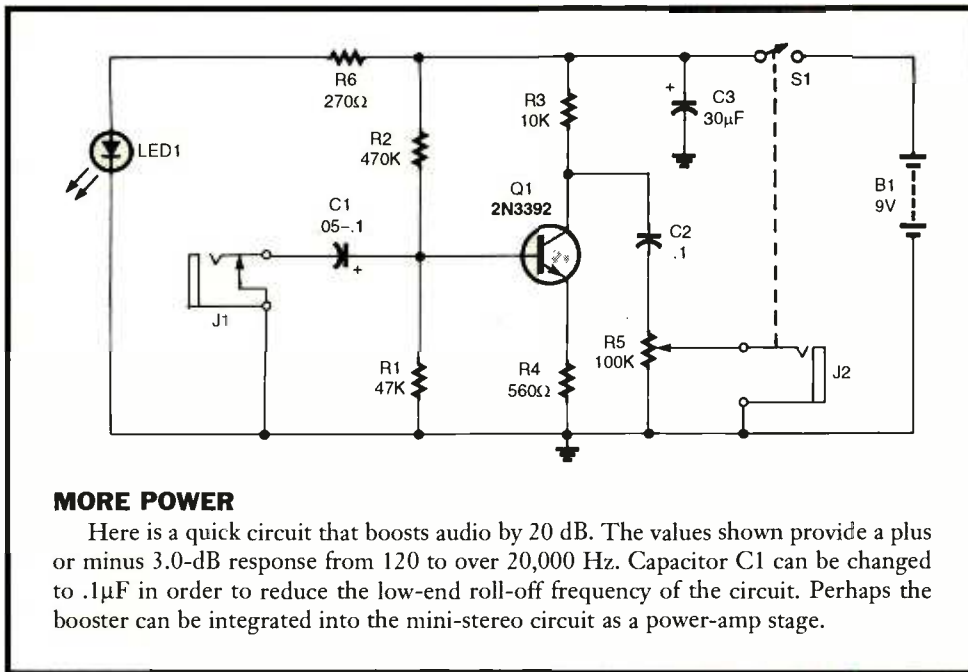 R6
270Ω
S1
R3
10K
C3
30µF
+
R2
470K
LED1
C1
05–.1
+
Q1
2N3392
B1
9V
C2
.1
J1
R1
47K
R4
560Ω
R5
100K
J2
MORE POWER
Here is a quick circuit that boosts audio by 20 dB. The values shown provide a plus
or minus 3.0-dB response from 120 to over 20,000 Hz. Capacitor C1 can be changed
to .1µF in order to reduce the low-end roll-off frequency of the circuit. Perhaps the
booster can be integrated into the mini-stereo circuit as a power-amp stage.